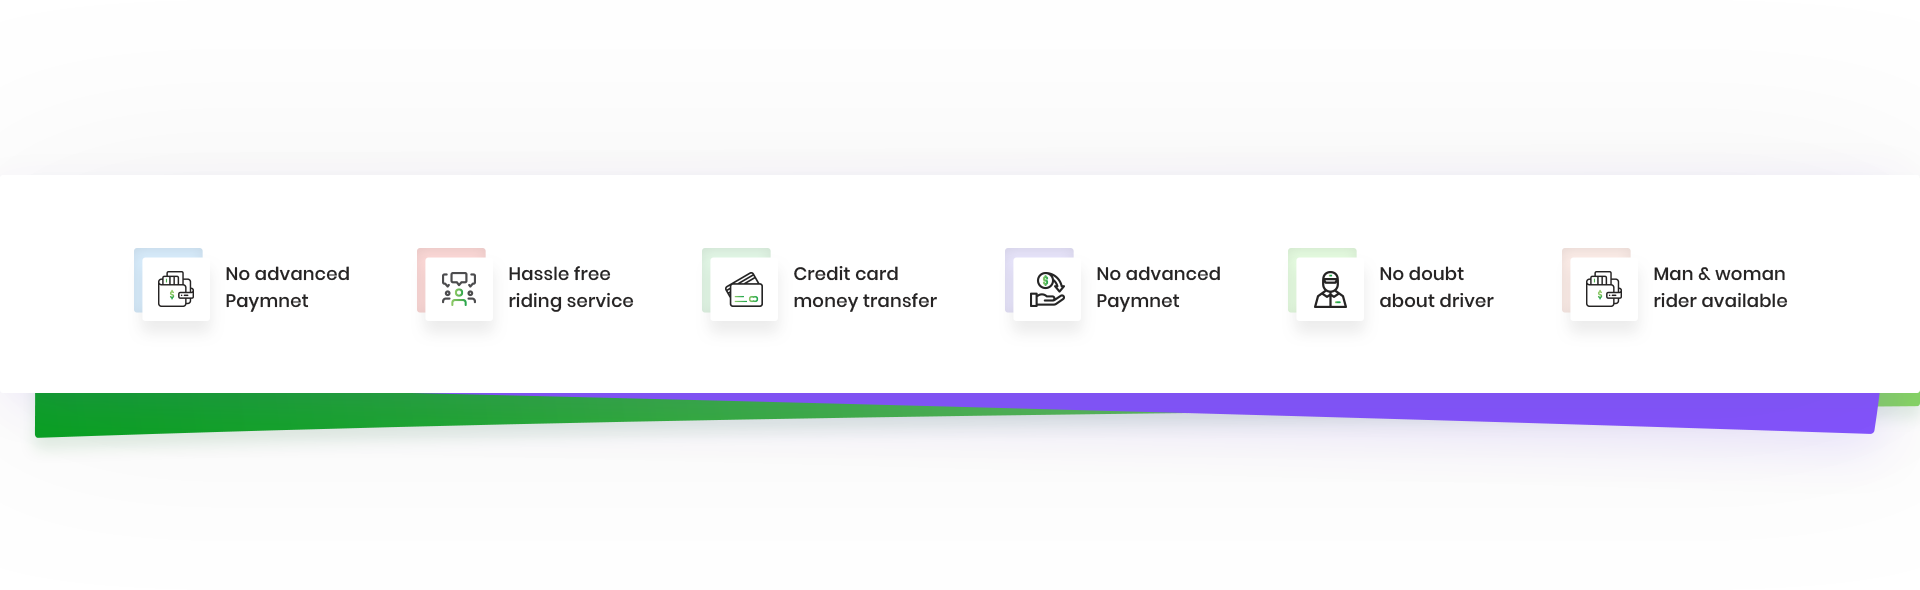 No advanced
Paymnet
Hassle free
riding service
Credit card
money transfer
No advanced
Paymnet
No doubt
about driver
Man & woman
rider available